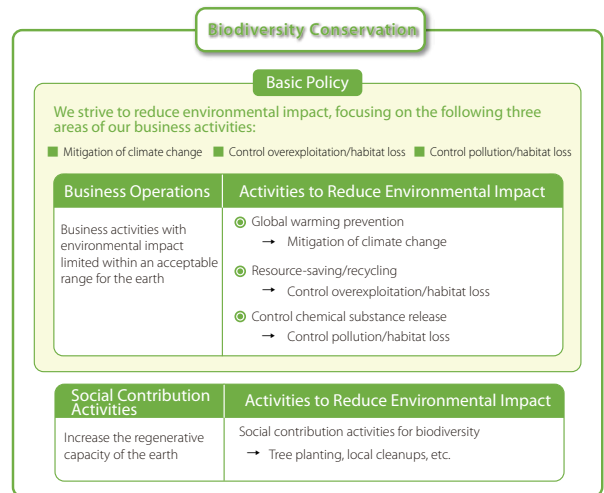 Biodiversity Conservation
Basic Policy
We strive to reduce environmental impact, focusing on the following three
areas of our business activities:
■ Mitigation of climate change ■ Control overexploitation/habitat loss ■ Control pollution/habitat loss
Business Operations
Activities to Reduce Environmental Impact
Business activities with
environmental impact
limited within an acceptable
range for the earth
◉ Global warming prevention
→ Mitigation of climate change
◉ Resource-saving/recycling
→ Control overexploitation/habitat loss
◉ Control chemical substance release
→ Control pollution/habitat loss
Social Contribution
Activities
Activities to Reduce Environmental Impact
Increase the regenerative
capacity of the earth
Social contribution activities for biodiversity
→ Tree planting, local cleanups, etc.